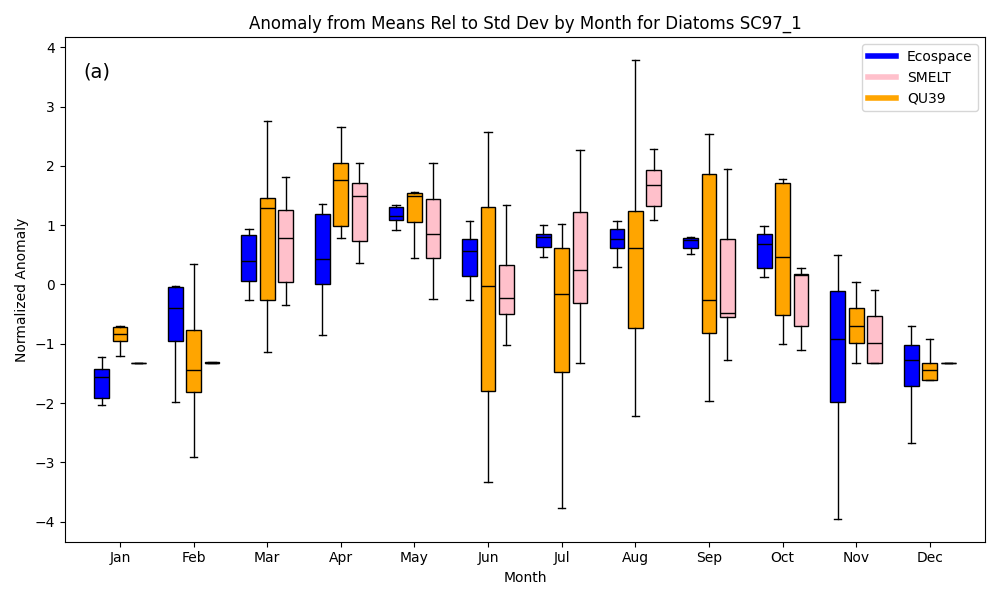 Anomaly from Means Rel to Std Dev by Month for Diatoms SC97_1
(a)
Ecospace
SMELT
QU39
Normalized Anomaly
4
3
2
1
0
−1
−2
−3
−4
Jan Feb Mar Apr May Jun Jul Aug Sep Oct Nov Dec
Month